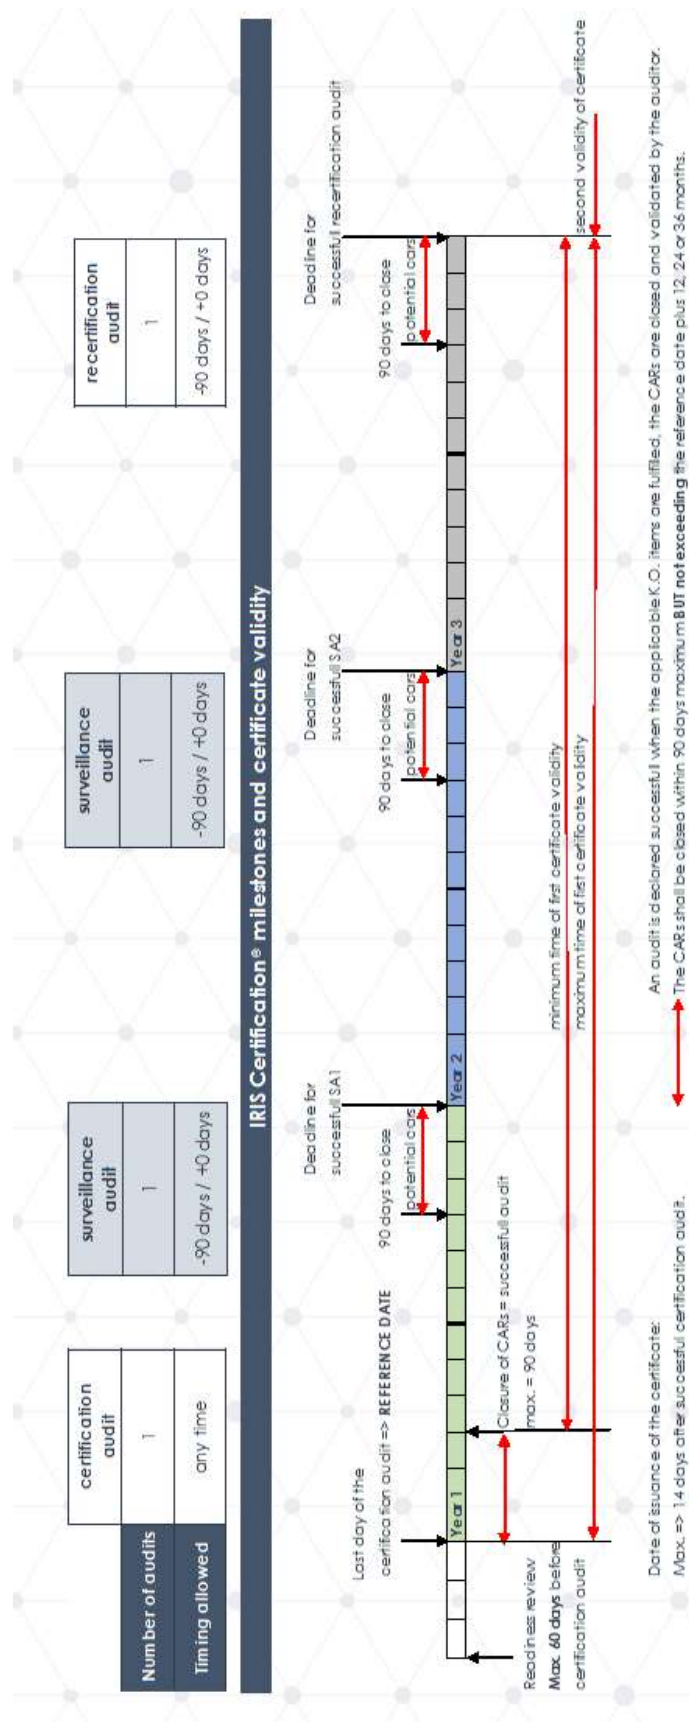 certification
audit
surveillance
audit
surveillance
audit
recertification
audit
Number of audits
1
1
1
1
Timing allowed
any time
-90 days / +0 days
-90 days / +0 days
-90 days / +0 days
IRIS Certification® milestones and certificate validity
Last day of the
certification audit => REFERENCE DATE
Deadline for
successful SA1
90 days to close
potential cars
Deadline for
successful SA2
90 days to close
potential cars
Deadline for
successful recertification audit
90 days to close
potential cars
Year 1
Year 2
Year 3
Readiness review
Max. 60 days before
certification audit
Closure of CARs = successful audit
max. = 90 days
minimum time of first certificate validity
maximum time of first certificate validity
second validity of certificate
Date of issuance of the certificate:
Max. => 14 days after successful certification audit.
An audit is declared successful when the applicable K.O. items are fulfilled, the CARs are closed and validated by the auditor.
The CARs shall be closed within 90 days maximum BUT not exceeding the reference date plus 12, 24 or 36 months.